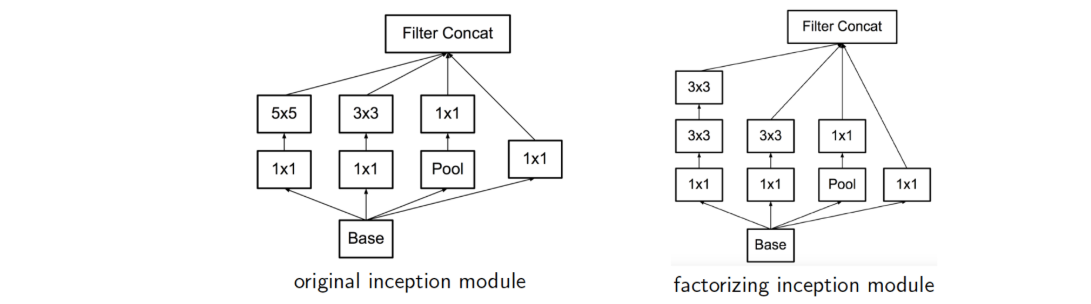 Filter Concat
5x5 3x3 1x1
1x1
1x1 1x1 Pool
Base
original inception module
Filter Concat
3x3
3x3 3x3 1x1
1x1 1x1 Pool 1x1
Base
factorizing inception module